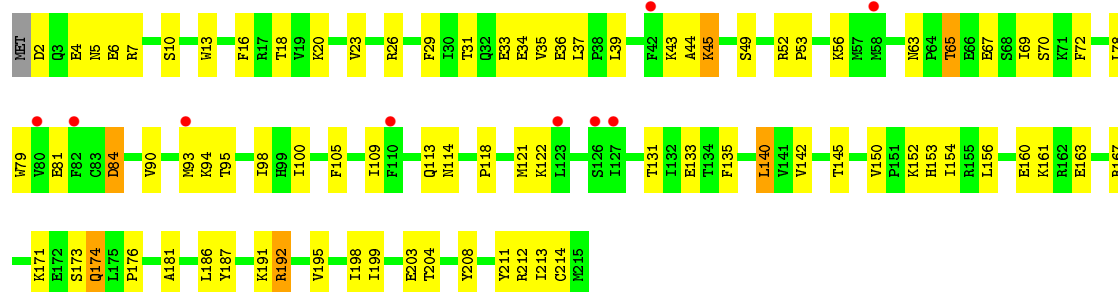 MET D2 Q3 E4 N5 E6 R7 S10 W13 F16 R17 T18 V19 K20 V23 R26 F29 I30 T31 Q32 E33 E34 V35 E36 L37 P38 L39 F42 K43 A44 K45 S49 R52 P53 K56 M57 M58 N63 P64 T65 E66 E67 S68 I69 S70 K71 F72 L78
W79 V80 E81 F82 C83 D84 V90 M93 K94 T95 I98 H99 I100 F105 I109 F110 Q113 N114 P118 M121 K122 L123 S126 I127 T131 I132 E133 T134 F135 L140 V141 V142 T145 V150 P151 K152 H153 I154 R155 L156 E160 K161 R162 E163 R167
K171 E172 S173 Q174 L175 P176 A181 L186 Y187 K191 R192 V195 I198 I199 E203 T204 Y208 Y211 R212 I213 C214 M215